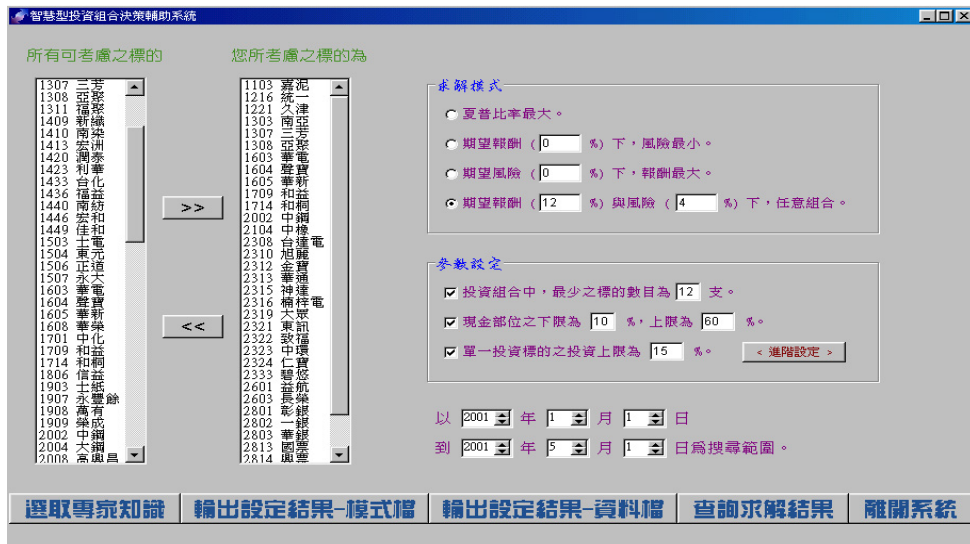 智慧型投資組合決策輔助系統
所有可考慮之標的
1307 三芳
1308 亞聚
1311 福聚
1409 新纖
1410 南染
1413 宏洲
1420 潤泰
1423 利華
1433 台化
1436 福益
1440 南紡
1446 宏和
1449 佳和
1503 士電
1504 東元
1506 正道
1507 永大
1603 華電
1604 聲寶
1605 華新
1608 華榮
1701 中化
1709 和益
1714 和桐
1806 信益
1903 士紙
1907 永豐餘
1908 萬有
1909 榮成
2002 中鋼
2004 大鋼
2008 高興昌
>>
<<
您所考慮之標的為
1103 嘉泥
1216 統一
1221 久津
1303 南亞
1307 三芳
1308 亞聚
1603 華電
1604 聲寶
1605 華新
1709 和益
1714 和桐
2002 中鋼
2104 中橡
2308 台達電
2310 旭麗
2312 金寶
2313 華通
2315 神達
2316 楠梓電
2319 大眾
2321 東訊
2322 致福
2323 中環
2324 仁寶
2333 碧悠
2601 益航
2603 長榮
2801 彰銀
2802 一銀
2803 華銀
2813 國票
2814 興票
求解模式
夏普比率最大。
期望報酬 (0 %) 下，風險最小。
期望風險 (0 %) 下，報酬最大。
期望報酬 (12 %) 與風險 (4 %) 下，任意組合。
參數設定
投資組合中，最少之標的數目為 12 支。
現金部位之下限為 10 %，上限為 60 %。
單一投資標的之投資上限為 15 %。 < 進階設定 >
以 2001 年 1 月 1 日
到 2001 年 5 月 1 日為搜尋範圍。
選取專家知識 輸出設定結果-模式檔 輸出設定結果-資料檔 查詢求解結果 離開系統